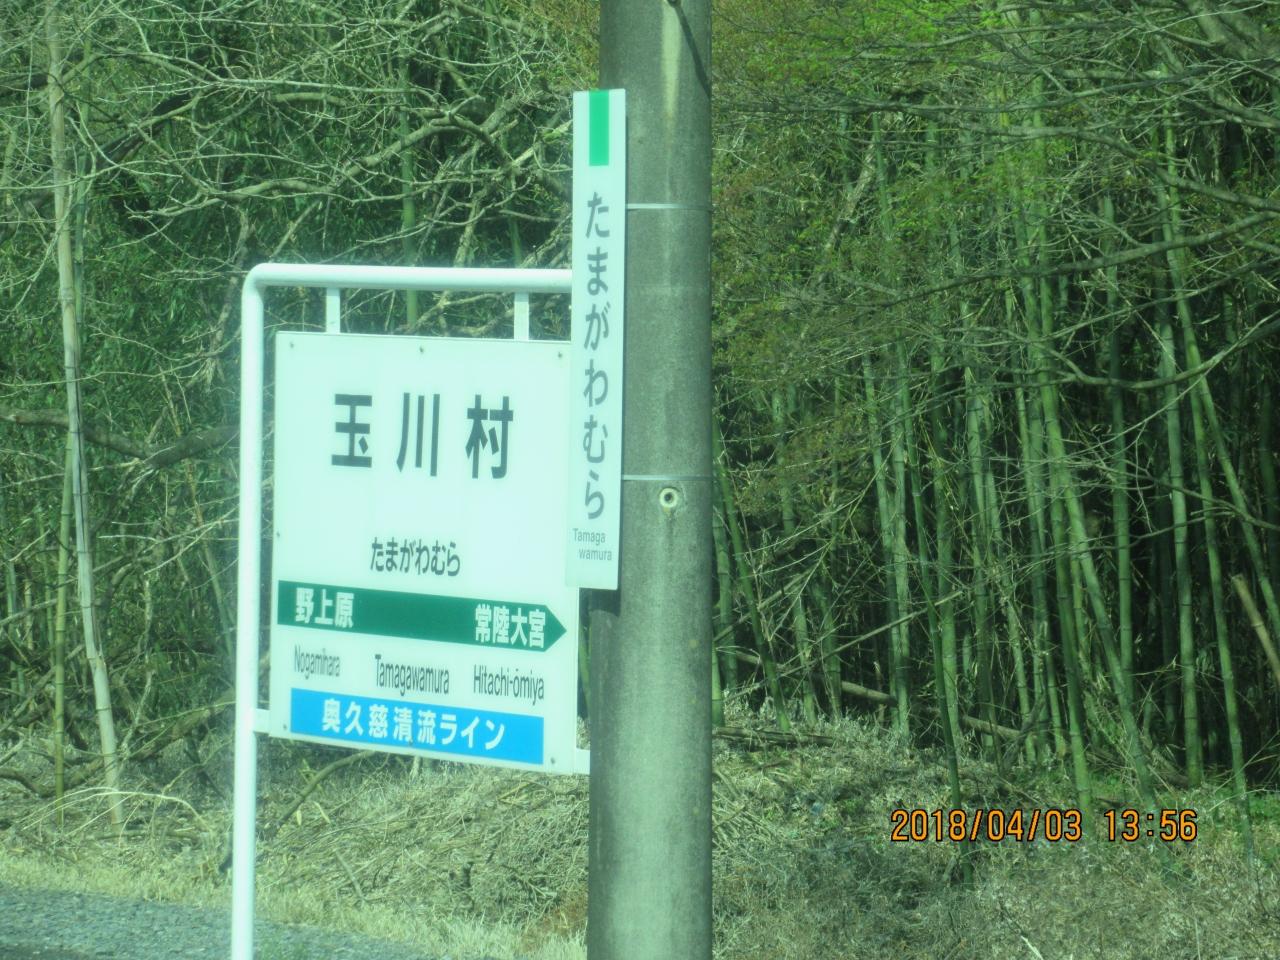 玉川村
たまがわむら
野上原 常陸大宮
Nogamihara Tamagawamura Hitachi-ōmiya
奥久慈清流ライン
たまがわむら
Tamaga
wamura
2018/04/03 13:56